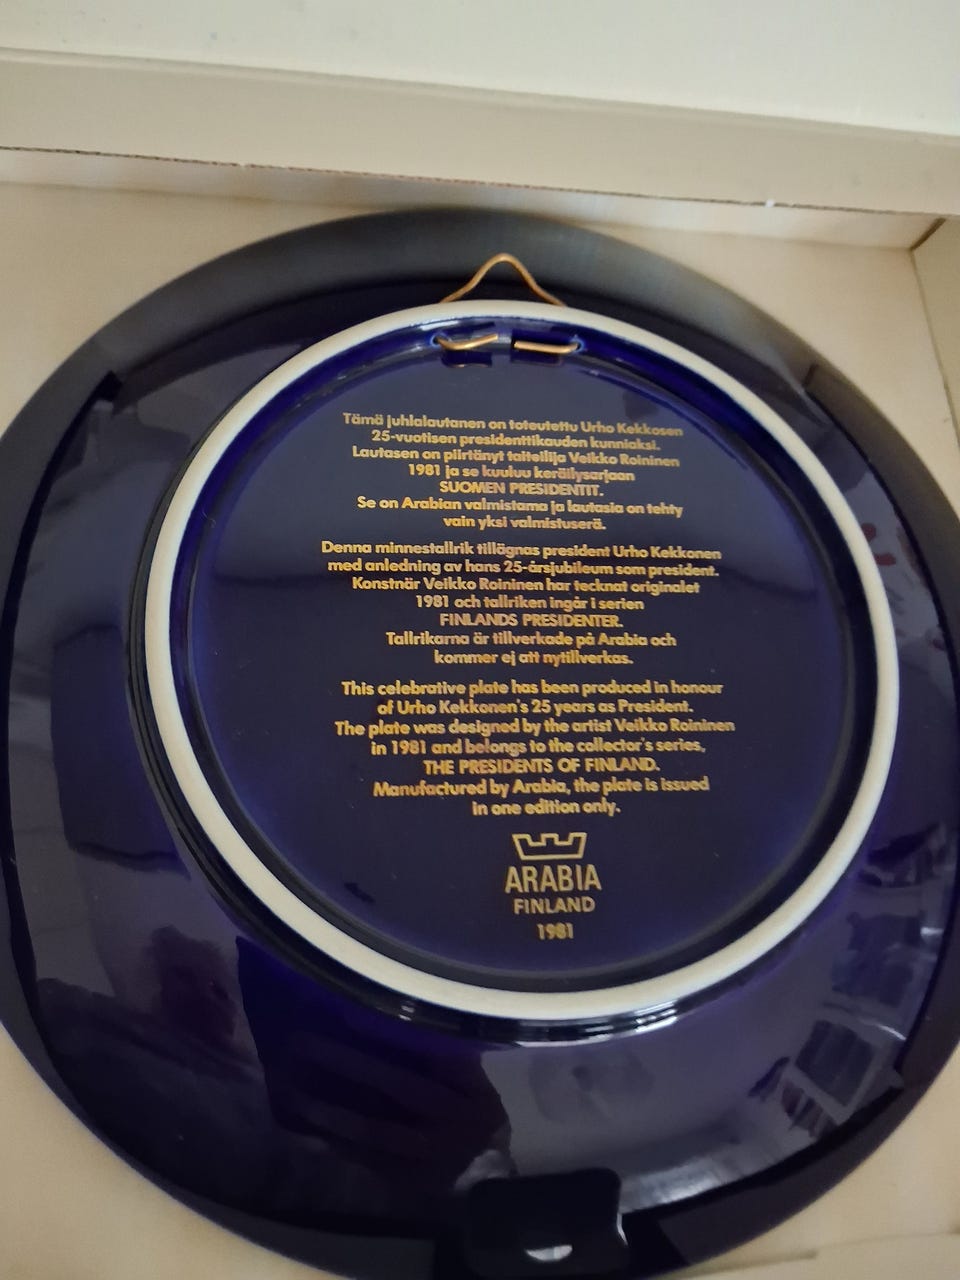 Tämä juhlalautanen on toteutettu Urho Kekkosen
25-vuotisen presidenttikauden kunniaksi.
Lautasen on piirtänyt taiteilija Veikko Roininen
1981 ja se kuuluu keräilysarjaan
SUOMEN PRESIDENTIT.
Se on Arabian valmistama ja lautasia on tehty
vain yksi valmistuserä.
Denna minnestallrik tillägnas president Urho Kekkonen
med anledning av hans 25-årsjubileum som president.
Konstnär Veikko Roininen har tecknat originalet
1981 och tallriken ingår i serien
FINLANDS PRESIDENTER.
Tallrikarna är tillverkade på Arabia och
kommer ej att nytillverkas.
This celebrative plate has been produced in honour
of Urho Kekkonen's 25 years as President.
The plate was designed by the artist Veikko Roininen
in 1981 and belongs to the collector's series,
THE PRESIDENTS OF FINLAND.
Manufactured by Arabia, the plate is issued
in one edition only.
ARABIA
FINLAND
1981